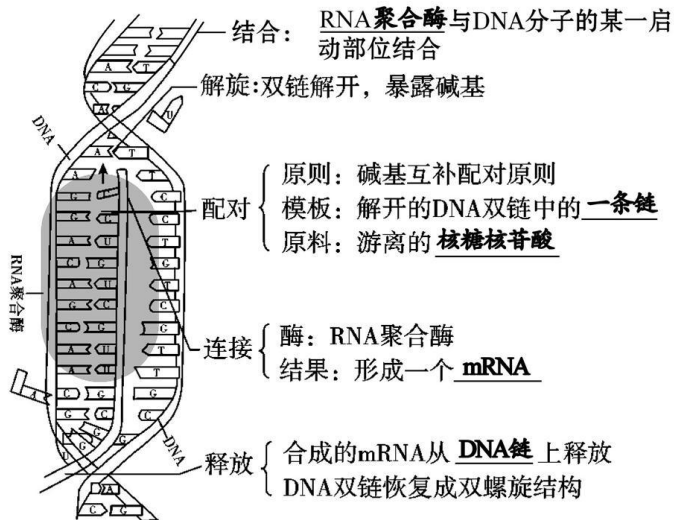 结合：RNA聚合酶与DNA分子的某一启
动部位结合
解旋:双链解开，暴露碱基
DNA
配对
原则：碱基互补配对原则
模板：解开的DNA双链中的一条链
原料：游离的 核糖核苷酸
RNA聚合酶
连接
酶：RNA聚合酶
结果：形成一个 mRNA
DNA
释放
合成的mRNA从 DNA链 上释放
DNA双链恢复成双螺旋结构
A T
C G
A
U
A T
A T
G C
G C C
A U T
C G G
A U T
G C C
C G G
A U T
A U T
A
C G G
G C C
G
G
U
A
C G